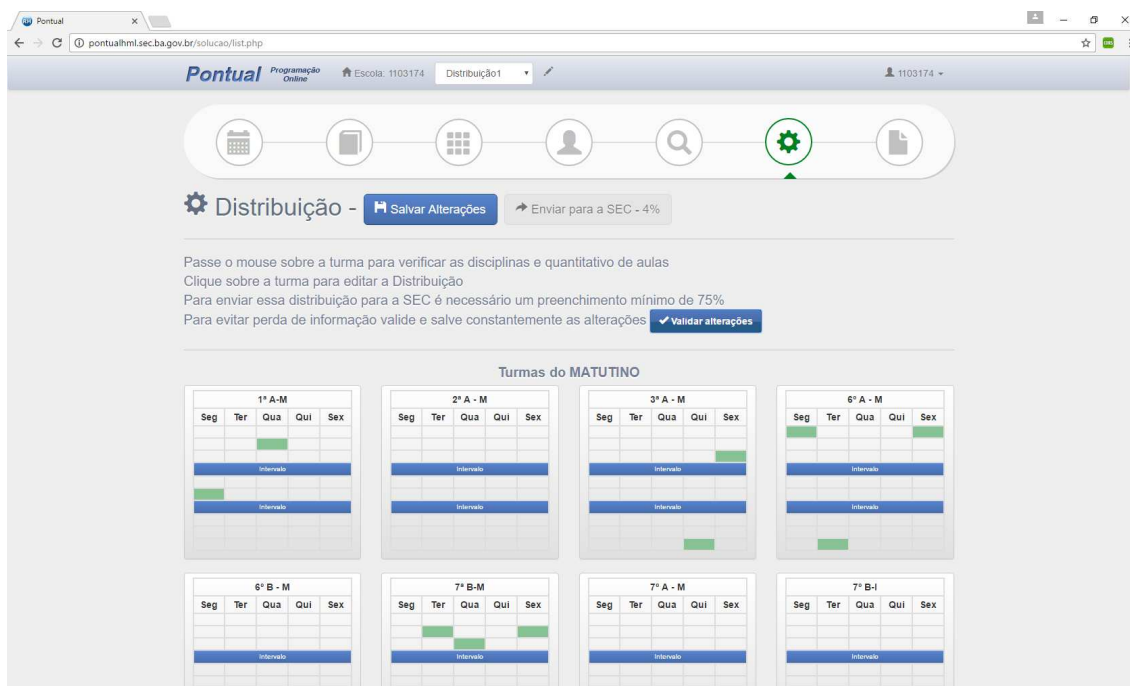 Pontual
pontualhml.sec.ba.gov.br/solucao/list.php
Pontual Programação Online Escola: 1103174 Distribuição1 1103174
Distribuição - Salvar Alterações Enviar para a SEC - 4%
Passe o mouse sobre a turma para verificar as disciplinas e quantitativo de aulas
Clique sobre a turma para editar a Distribuição
Para enviar essa distribuição para a SEC é necessário um preenchimento mínimo de 75%
Para evitar perda de informação valide e salve constantemente as alterações Validar alterações
Turmas do MATUTINO
1ª A-M 2ª A - M 3ª A - M 6º A - M
Seg Ter Qua Qui Sex Seg Ter Qua Qui Sex Seg Ter Qua Qui Sex Seg Ter Qua Qui Sex
Intervalo Intervalo Intervalo Intervalo
Intervalo Intervalo Intervalo Intervalo
6º B - M 7ª B-M 7ª A - M 7º B-I
Seg Ter Qua Qui Sex Seg Ter Qua Qui Sex Seg Ter Qua Qui Sex Seg Ter Qua Qui Sex
Intervalo Intervalo Intervalo Intervalo